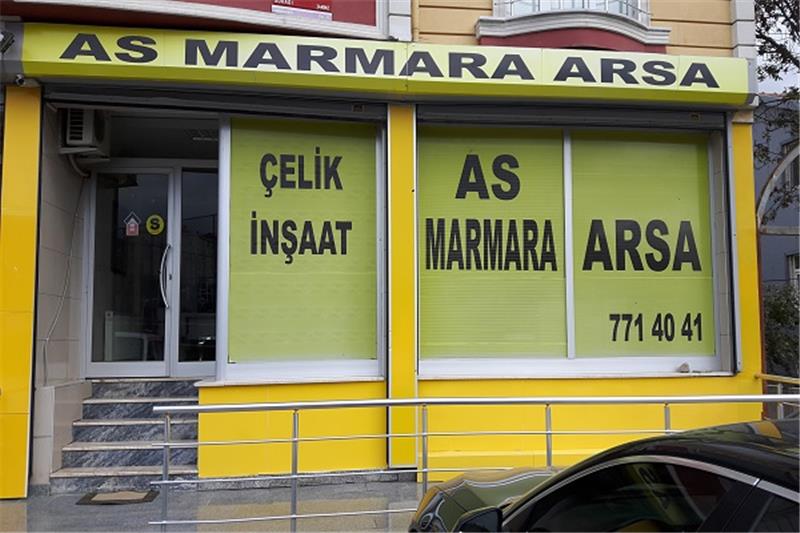 AS MARMARA ARSA
ÇELİK
İNŞAAT
AS
MARMARA
ARSA
771 40 41
S